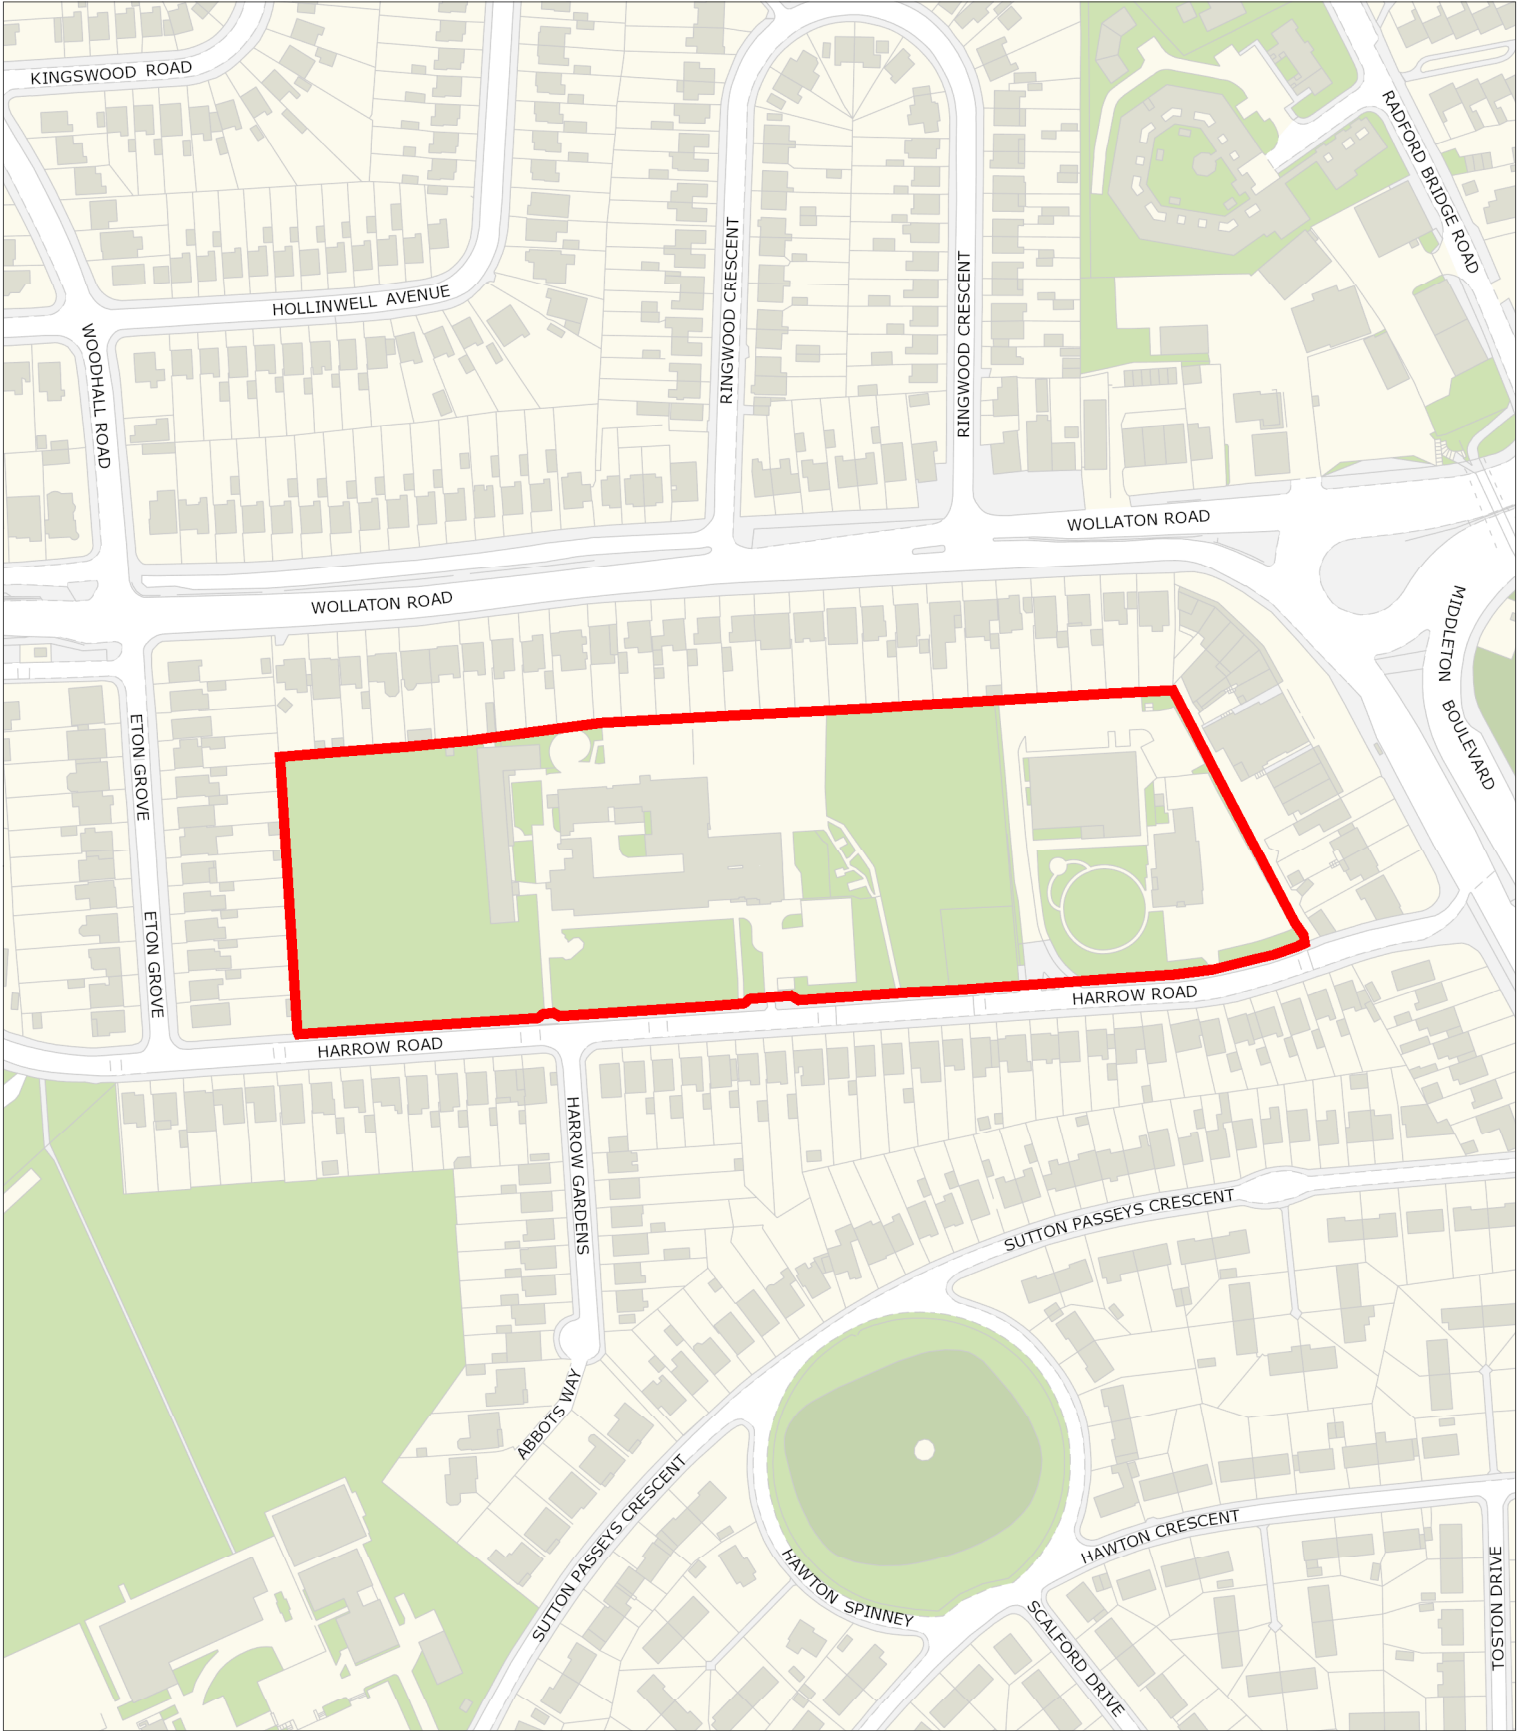 KINGSWOOD ROAD
RADFORD BRIDGE ROAD
HOLLINWELL AVENUE
RINGWOOD CRESCENT
RINGWOOD CRESCENT
WOODHALL ROAD
WOLLATON ROAD
WOLLATON ROAD
MIDDLETON BOULEVARD
ETON GROVE
ETON GROVE
HARROW ROAD
HARROW ROAD
HARROW GARDENS
SUTTON PASSEYS CRESCENT
ABBOTS WAY
SUTTON PASSEYS CRESCENT
HAWTON CRESCENT
HAWTON SPINNEY
SCALFORD DRIVE
TOSTON DRIVE